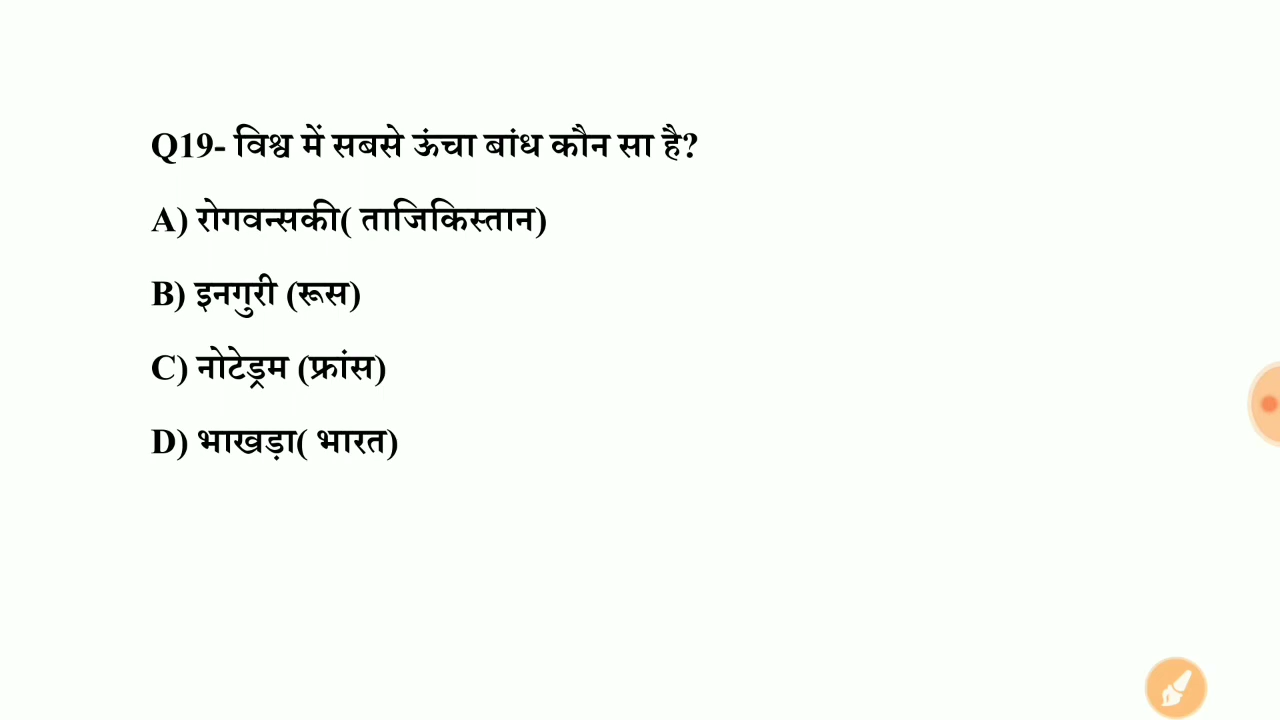 Q19- विश्व में सबसे ऊंचा बांध कौन सा है?
A) रोगवन्सकी( ताजिकिस्तान)
B) इनगुरी (रूस)
C) नोटेड्रम (फ्रांस)
D) भाखड़ा( भारत)